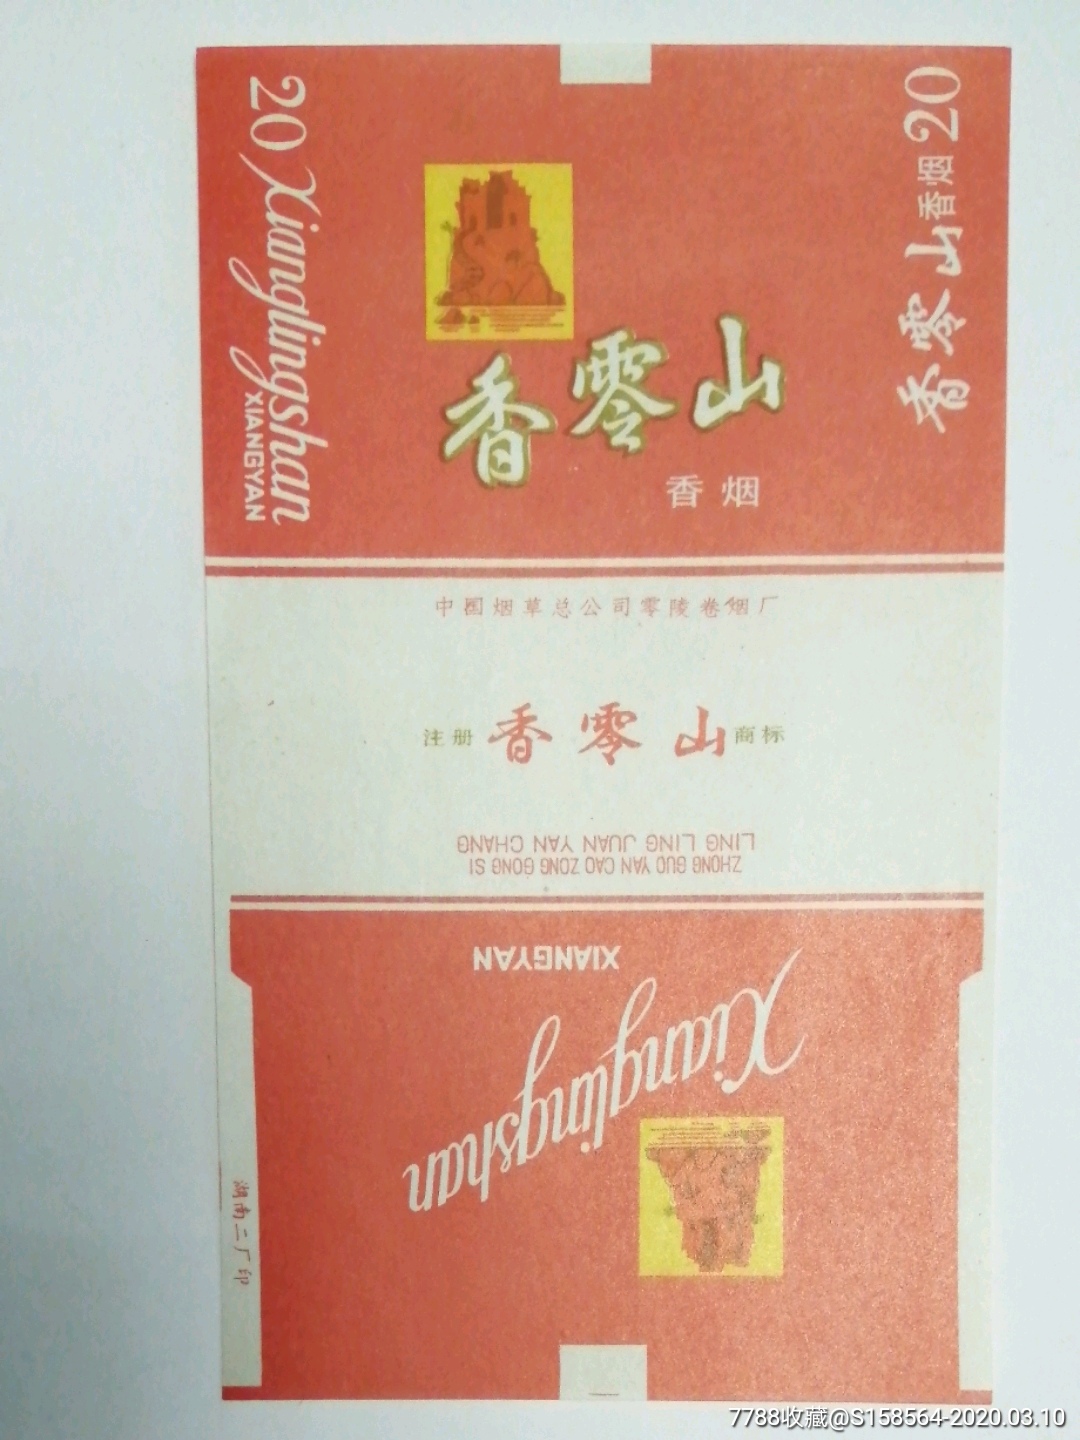 20 Xianglingshan
XIANGYAN
香零山香烟20
香零山
香烟
中国烟草总公司零陵卷烟厂
注册 香零山 商标
ZHONG GUO YAN CAO ZONG GONG SI
LING LING JUAN YAN CHANG
Xianglingshan
XIANGYAN
湖南二厂印
7788收藏@S158564-2020.03.10